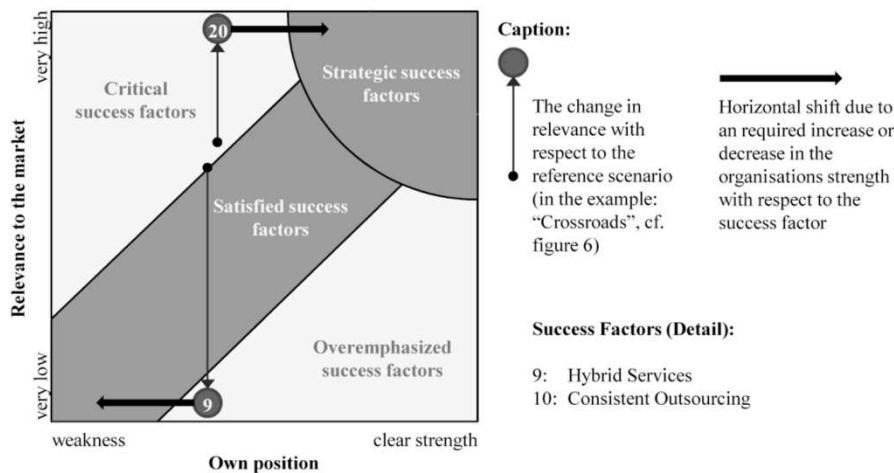 very high
20
Critical
success factors
Strategic success
factors
Satisfied success
factors
Overemphasized
success factors
9
very low
Relevance to the market
weakness
clear strength
Own position
Caption:
The change in
relevance with
respect to the
reference scenario
(in the example:
“Crossroads”, cf.
figure 6)
Horizontal shift due to
an required increase or
decrease in the
organisations strength
with respect to the
success factor
Success Factors (Detail):
9: Hybrid Services
10: Consistent Outsourcing